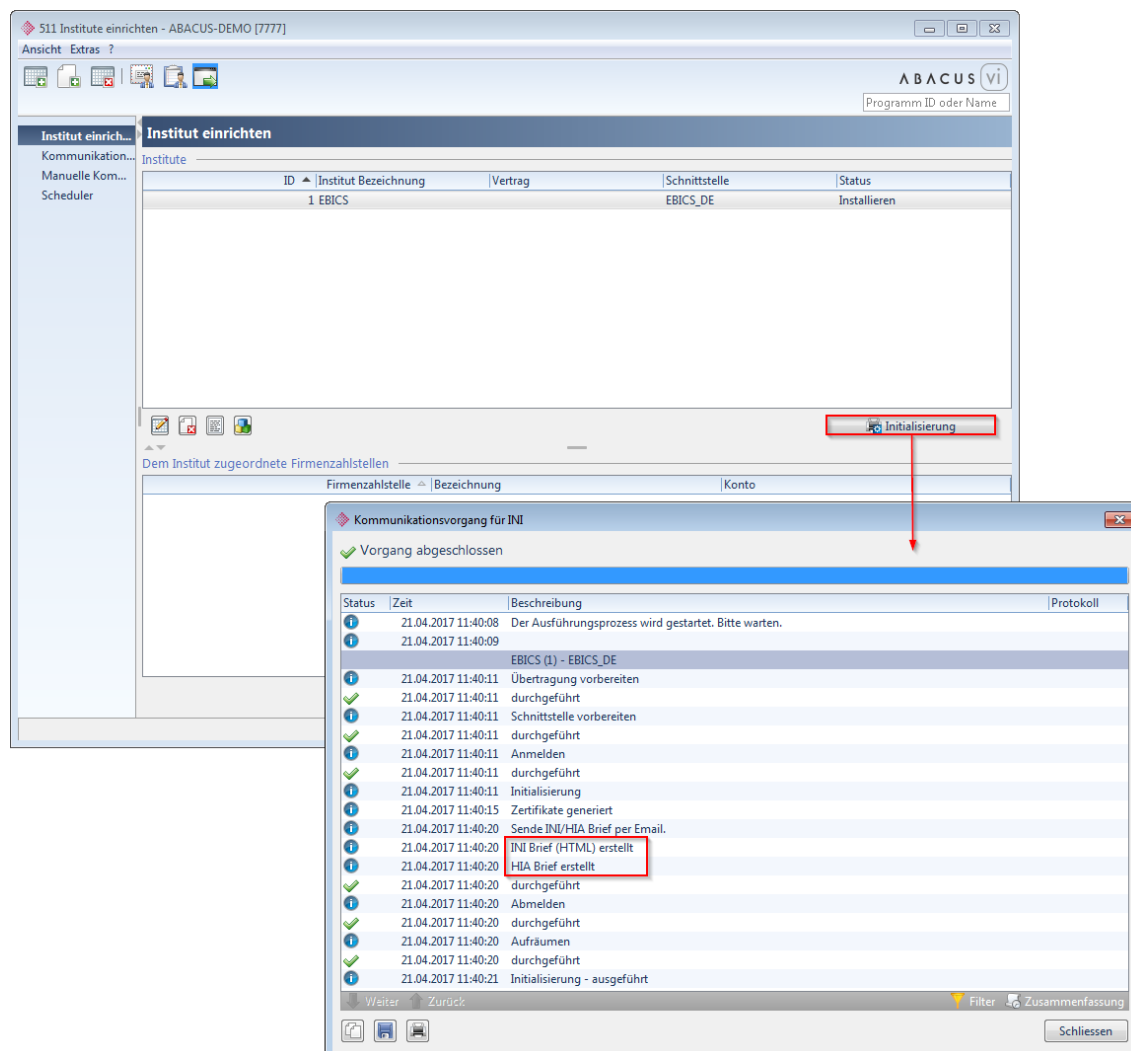 511 Institute einrichten - ABACUS-DEMO [7777]
Ansicht Extras ?
ABACUS vi
Programm ID oder Name
Institut einrich...
Kommunikation...
Manuelle Kom...
Scheduler
Institut einrichten
Institute
ID Institut Bezeichnung Vertrag Schnittstelle Status
1 EBICS EBICS_DE Installieren
Initialisierung
Dem Institut zugeordnete Firmenzahlstellen
Firmenzahlstelle Bezeichnung Konto
Kommunikationsvorgang für INI
Vorgang abgeschlossen
Status Zeit Beschreibung Protokoll
21.04.2017 11:40:08 Der Ausführungsprozess wird gestartet. Bitte warten.
21.04.2017 11:40:09
EBICS (1) - EBICS_DE
21.04.2017 11:40:11 Übertragung vorbereiten
21.04.2017 11:40:11 durchgeführt
21.04.2017 11:40:11 Schnittstelle vorbereiten
21.04.2017 11:40:11 durchgeführt
21.04.2017 11:40:11 Anmelden
21.04.2017 11:40:11 durchgeführt
21.04.2017 11:40:11 Initialisierung
21.04.2017 11:40:15 Zertifikate generiert
21.04.2017 11:40:20 Sende INI/HIA Brief per Email.
21.04.2017 11:40:20 INI Brief (HTML) erstellt
21.04.2017 11:40:20 HIA Brief erstellt
21.04.2017 11:40:20 durchgeführt
21.04.2017 11:40:20 Abmelden
21.04.2017 11:40:20 durchgeführt
21.04.2017 11:40:20 Aufräumen
21.04.2017 11:40:20 durchgeführt
21.04.2017 11:40:21 Initialisierung - ausgeführt
Weiter Zurück Filter Zusammenfassung
Schliessen